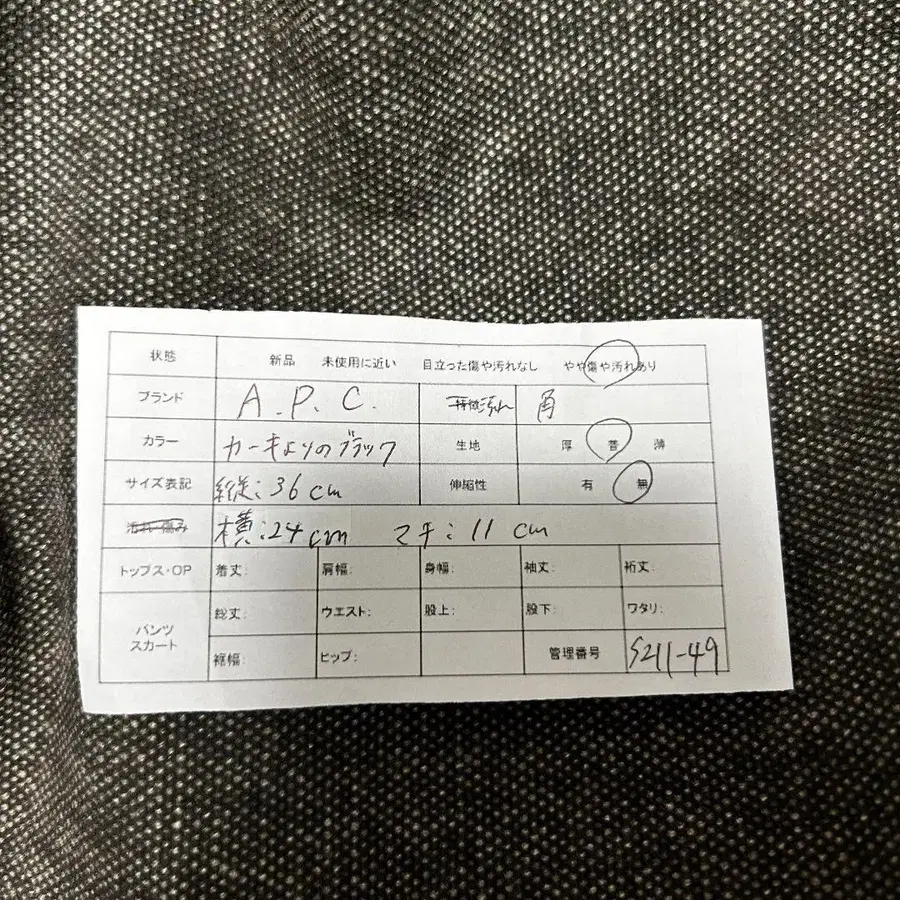 状態 新品 未使用に近い 目立った傷や汚れなし やや傷や汚れあり
ブランド A.P.C. 特徴汚れ 角
カラー カーキよりのブラック 生地 厚 普 薄
サイズ表記 縦:36cm 伸縮性 有 無
汚れ・傷み 横:24cm マチ:11cm
トップス・OP 着丈: 肩幅: 身幅: 袖丈: 裄丈:
パンツ スカート 総丈: ウエスト: 股上: 股下: ワタリ:
裾幅: ヒップ: 管理番号 S211-49